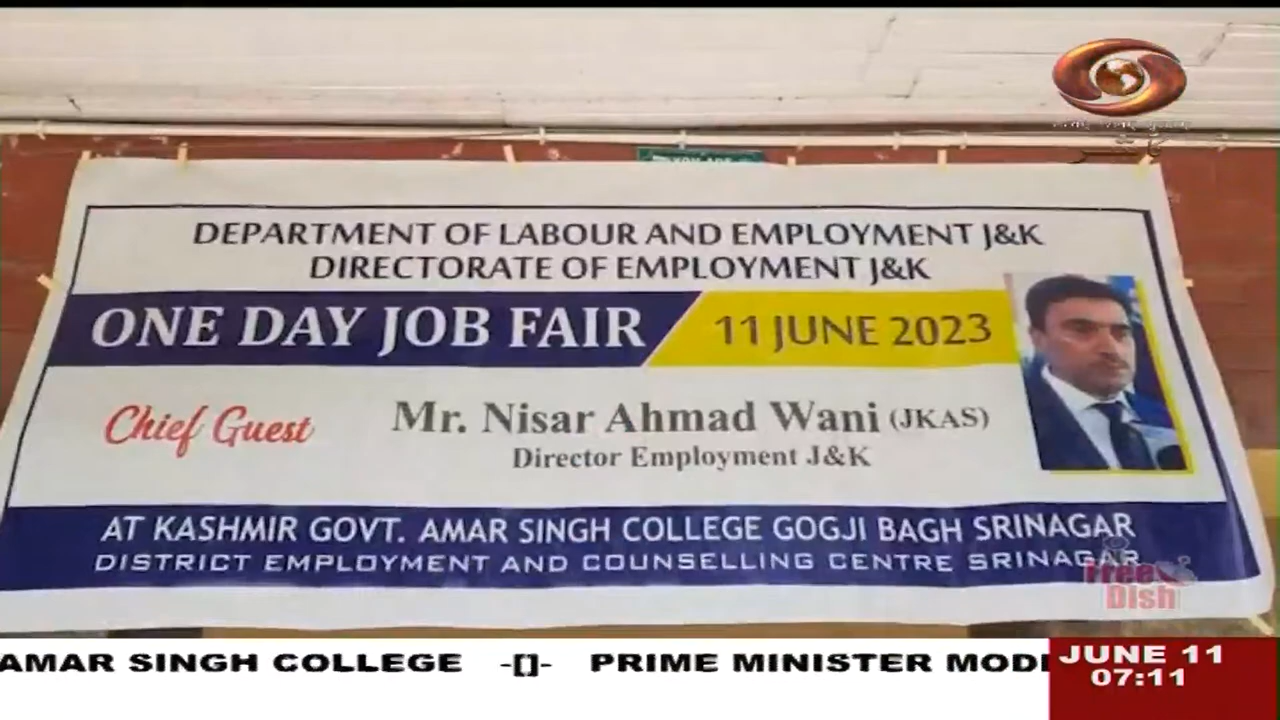 DEPARTMENT OF LABOUR AND EMPLOYMENT J&K
DIRECTORATE OF EMPLOYMENT J&K
ONE DAY JOB FAIR
11 JUNE 2023
Chief Guest
Mr. Nisar Ahmad Wani (JKAS)
Director Employment J&K
AT KASHMIR GOVT. AMAR SINGH COLLEGE GOGJI BAGH SRINAGAR
DISTRICT EMPLOYMENT AND COUNSELLING CENTRE SRINAGAR
Free
Dish
AMAR SINGH COLLEGE -[]- PRIME MINISTER MODI
JUNE 11
07:11